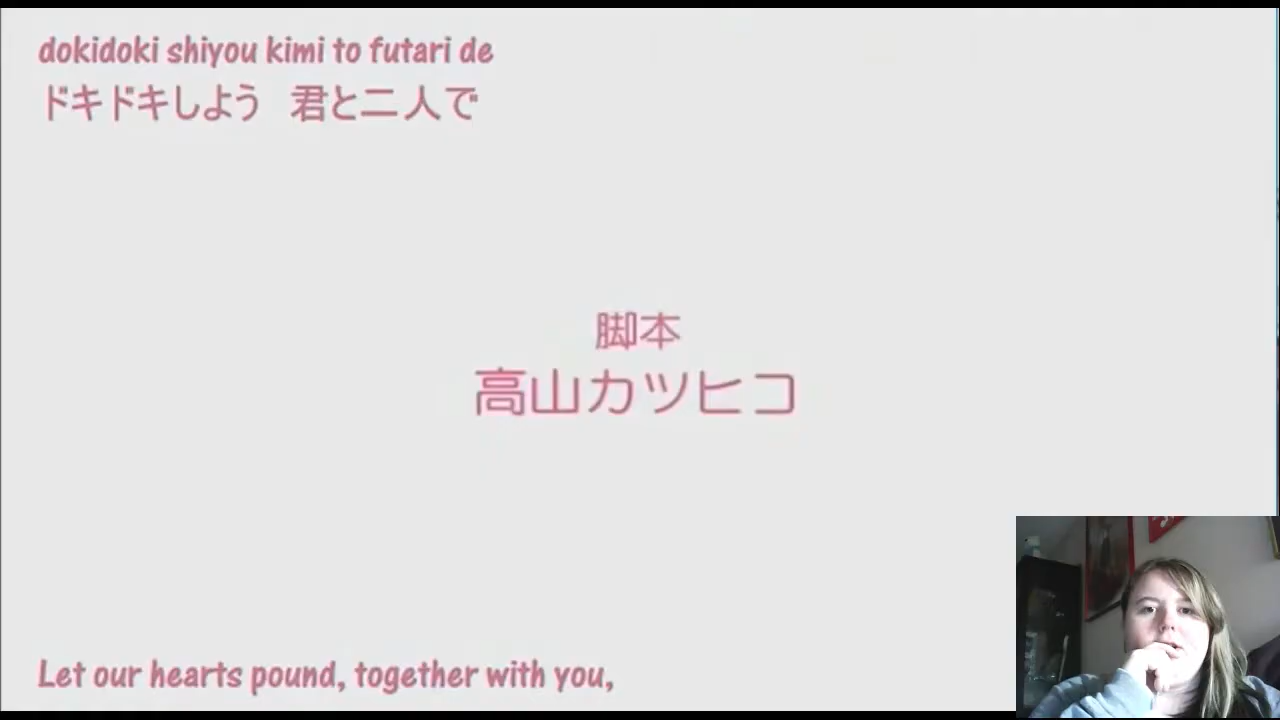 dokidoki shiyou kimi to futari de
ドキドキしよう　君と二人で
脚本
高山カツヒコ
Let our hearts pound, together with you,